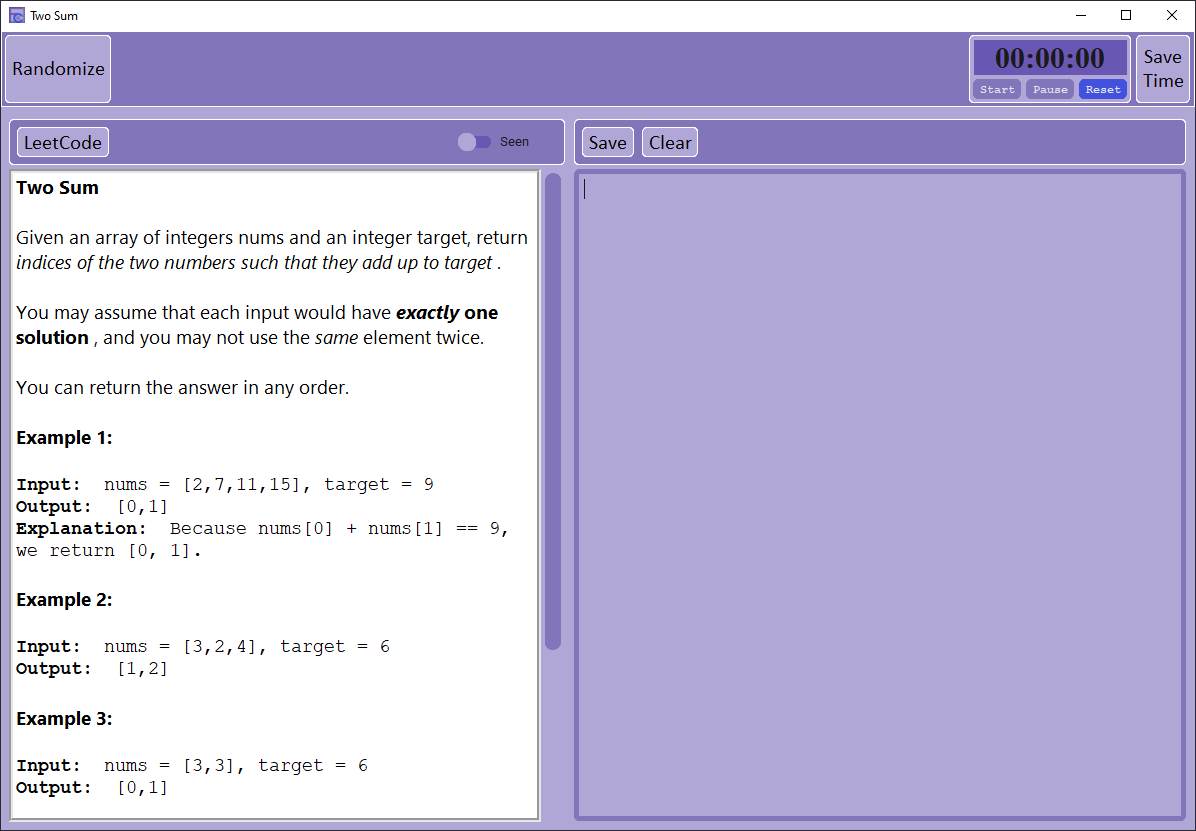 Two Sum
Randomize
00:00:00
Start Pause Reset
Save
Time
LeetCode
Seen
Save Clear
Two Sum
Given an array of integers nums and an integer target, return
indices of the two numbers such that they add up to target .
You may assume that each input would have exactly one
solution , and you may not use the same element twice.
You can return the answer in any order.
Example 1:
Input: nums = [2,7,11,15], target = 9
Output: [0,1]
Explanation: Because nums[0] + nums[1] == 9,
we return [0, 1].
Example 2:
Input: nums = [3,2,4], target = 6
Output: [1,2]
Example 3:
Input: nums = [3,3], target = 6
Output: [0,1]